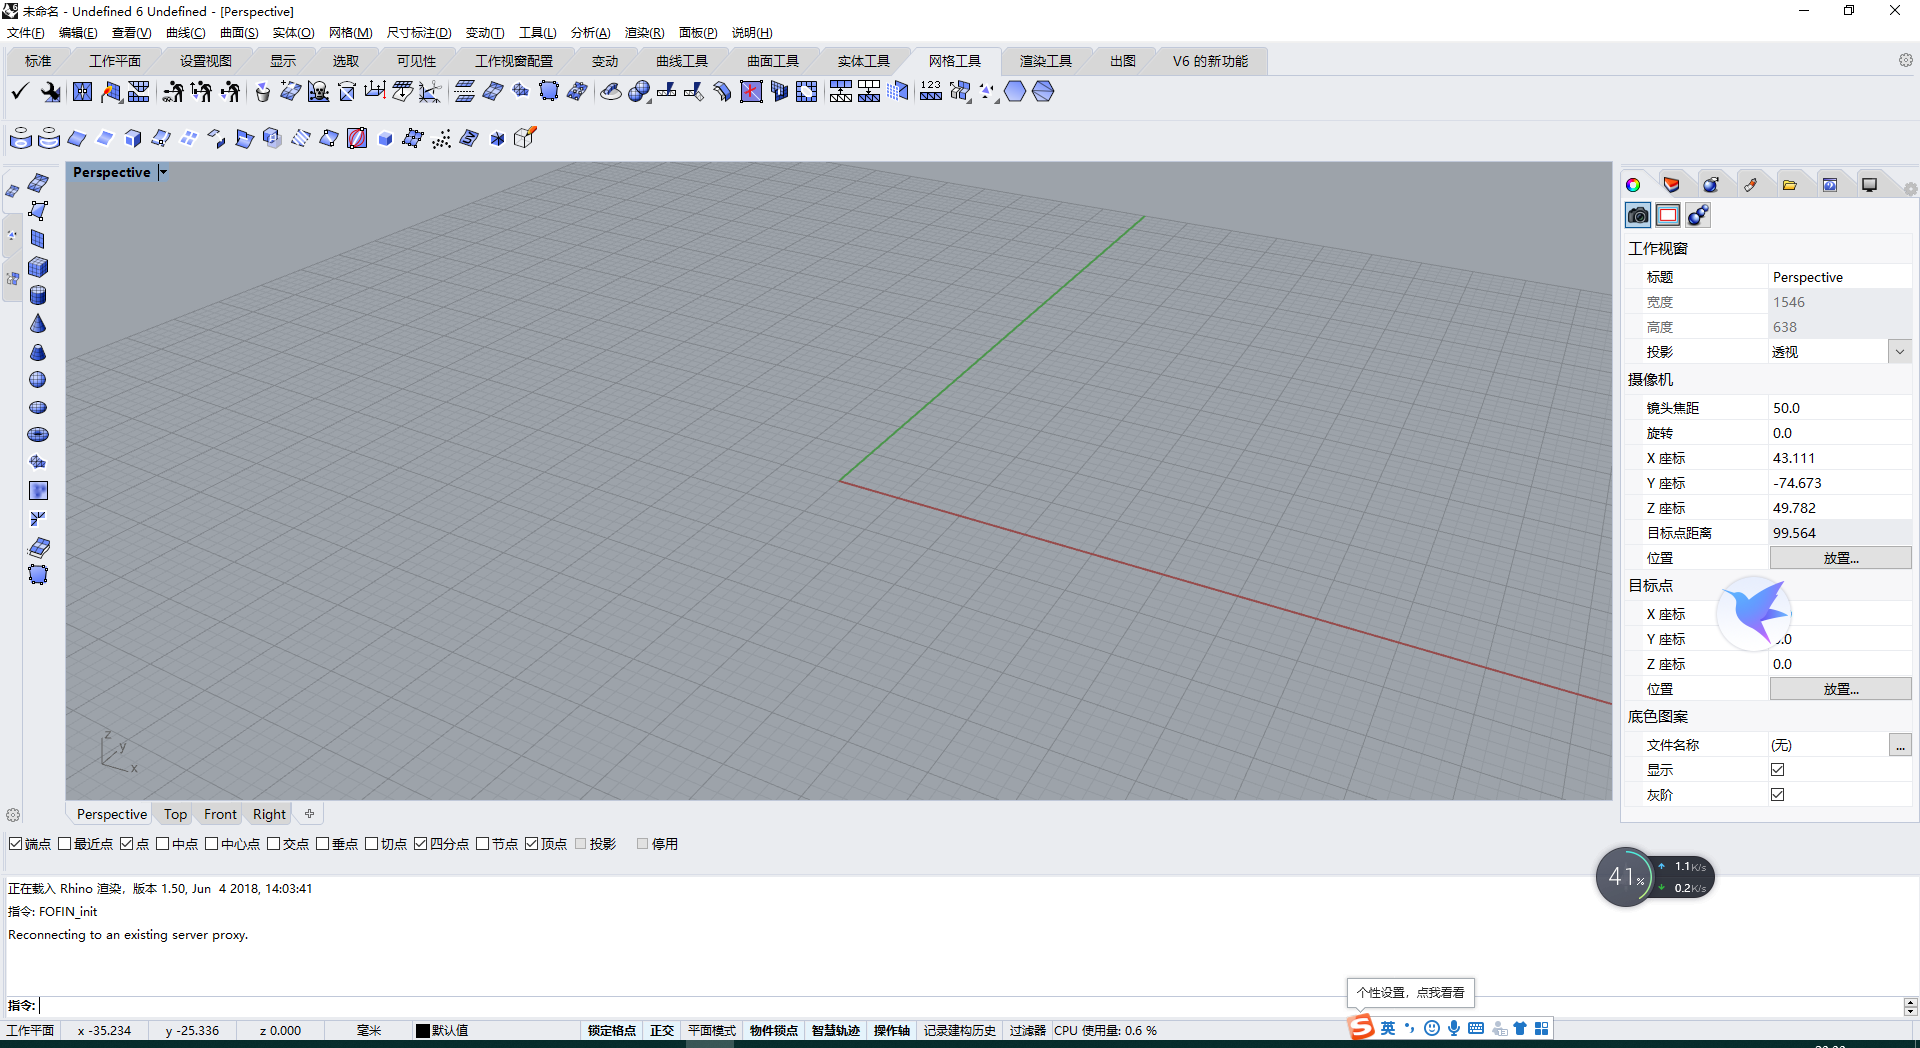 未命名 - Undefined 6 Undefined - [Perspective]
文件(F) 编辑(E) 查看(V) 曲线(C) 曲面(S) 实体(O) 网格(M) 尺寸标注(D) 变动(T) 工具(L) 分析(A) 渲染(R) 面板(P) 说明(H)
标准 工作平面 设置视图 显示 选取 可见性 工作视窗配置 变动 曲线工具 曲面工具 实体工具 网格工具 渲染工具 出图 V6 的新功能
123
Perspective
工作视窗
标题 Perspective
宽度 1546
高度 638
投影 透视
摄像机
镜头焦距 50.0
旋转 0.0
X 座标 43.111
Y 座标 -74.673
Z 座标 49.782
目标点距离 99.564
位置 放置...
目标点
X 座标
Y 座标 .0
Z 座标 0.0
位置 放置...
底色图案
文件名称 (无) ...
显示
灰阶
z
y
x
Perspective Top Front Right
端点 最近点 点 中点 中心点 交点 垂点 切点 四分点 节点 顶点 投影 停用
正在载入 Rhino 渲染，版本 1.50, Jun 4 2018, 14:03:41
指令: FOFIN_init
Reconnecting to an existing server proxy.
指令:
41% 1.1K/s
0.2K/s
个性设置，点我看看
英
工作平面 x -35.234 y -25.336 z 0.000 毫米 默认值 锁定格点 正交 平面模式 物件锁点 智慧轨迹 操作轴 记录建构历史 过滤器 CPU 使用量: 0.6 %